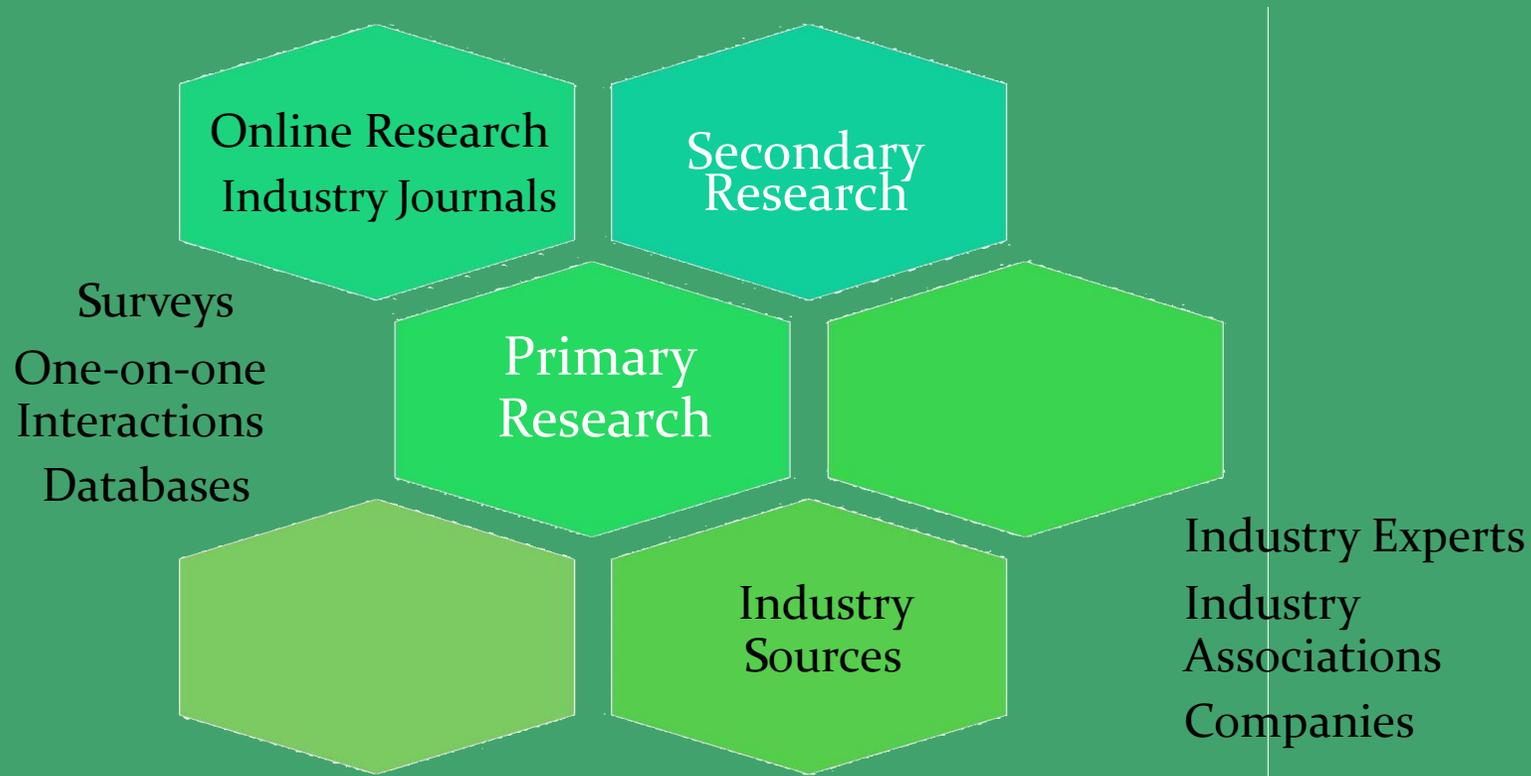 Online Research
Industry Journals
Secondary
Research
Surveys
One-on-one
Interactions
Databases
Primary
Research
Industry
Sources
Industry Experts
Industry
Associations
Companies